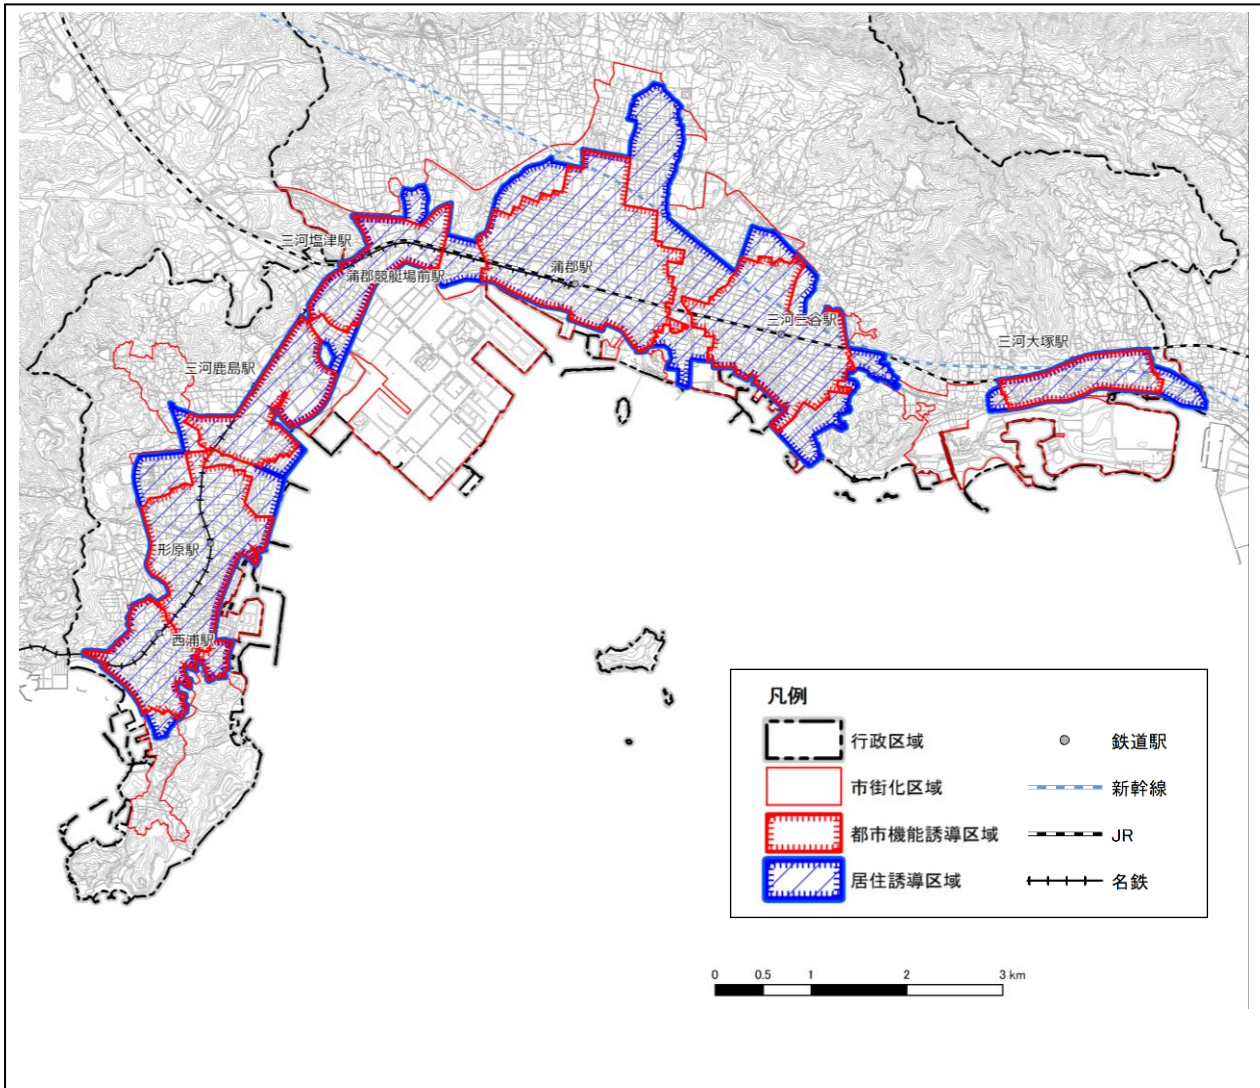 三河塩津駅
蒲郡競艇場前駅
蒲郡駅
三河三谷駅
三河大塚駅
三河鹿島駅
形原駅
西浦駅
凡例
行政区域
鉄道駅
市街化区域
新幹線
都市機能誘導区域
JR
居住誘導区域
名鉄
0 0.5 1 2 3 km